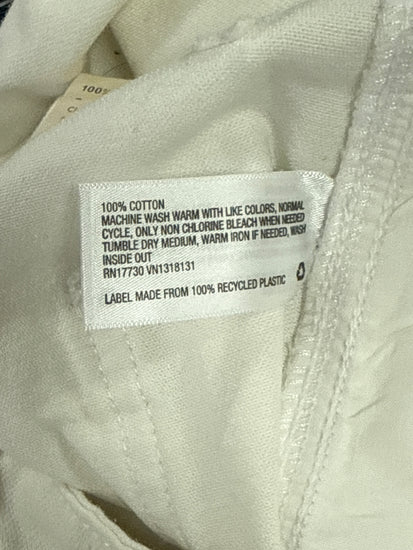 100%
100% COTTON
MACHINE WASH WARM WITH LIKE COLORS, NORMAL
CYCLE, ONLY NON CHLORINE BLEACH WHEN NEEDED
TUMBLE DRY MEDIUM, WARM IRON IF NEEDED, WASH
INSIDE OUT
RN17730 VN1318131
LABEL MADE FROM 100% RECYCLED PLASTIC